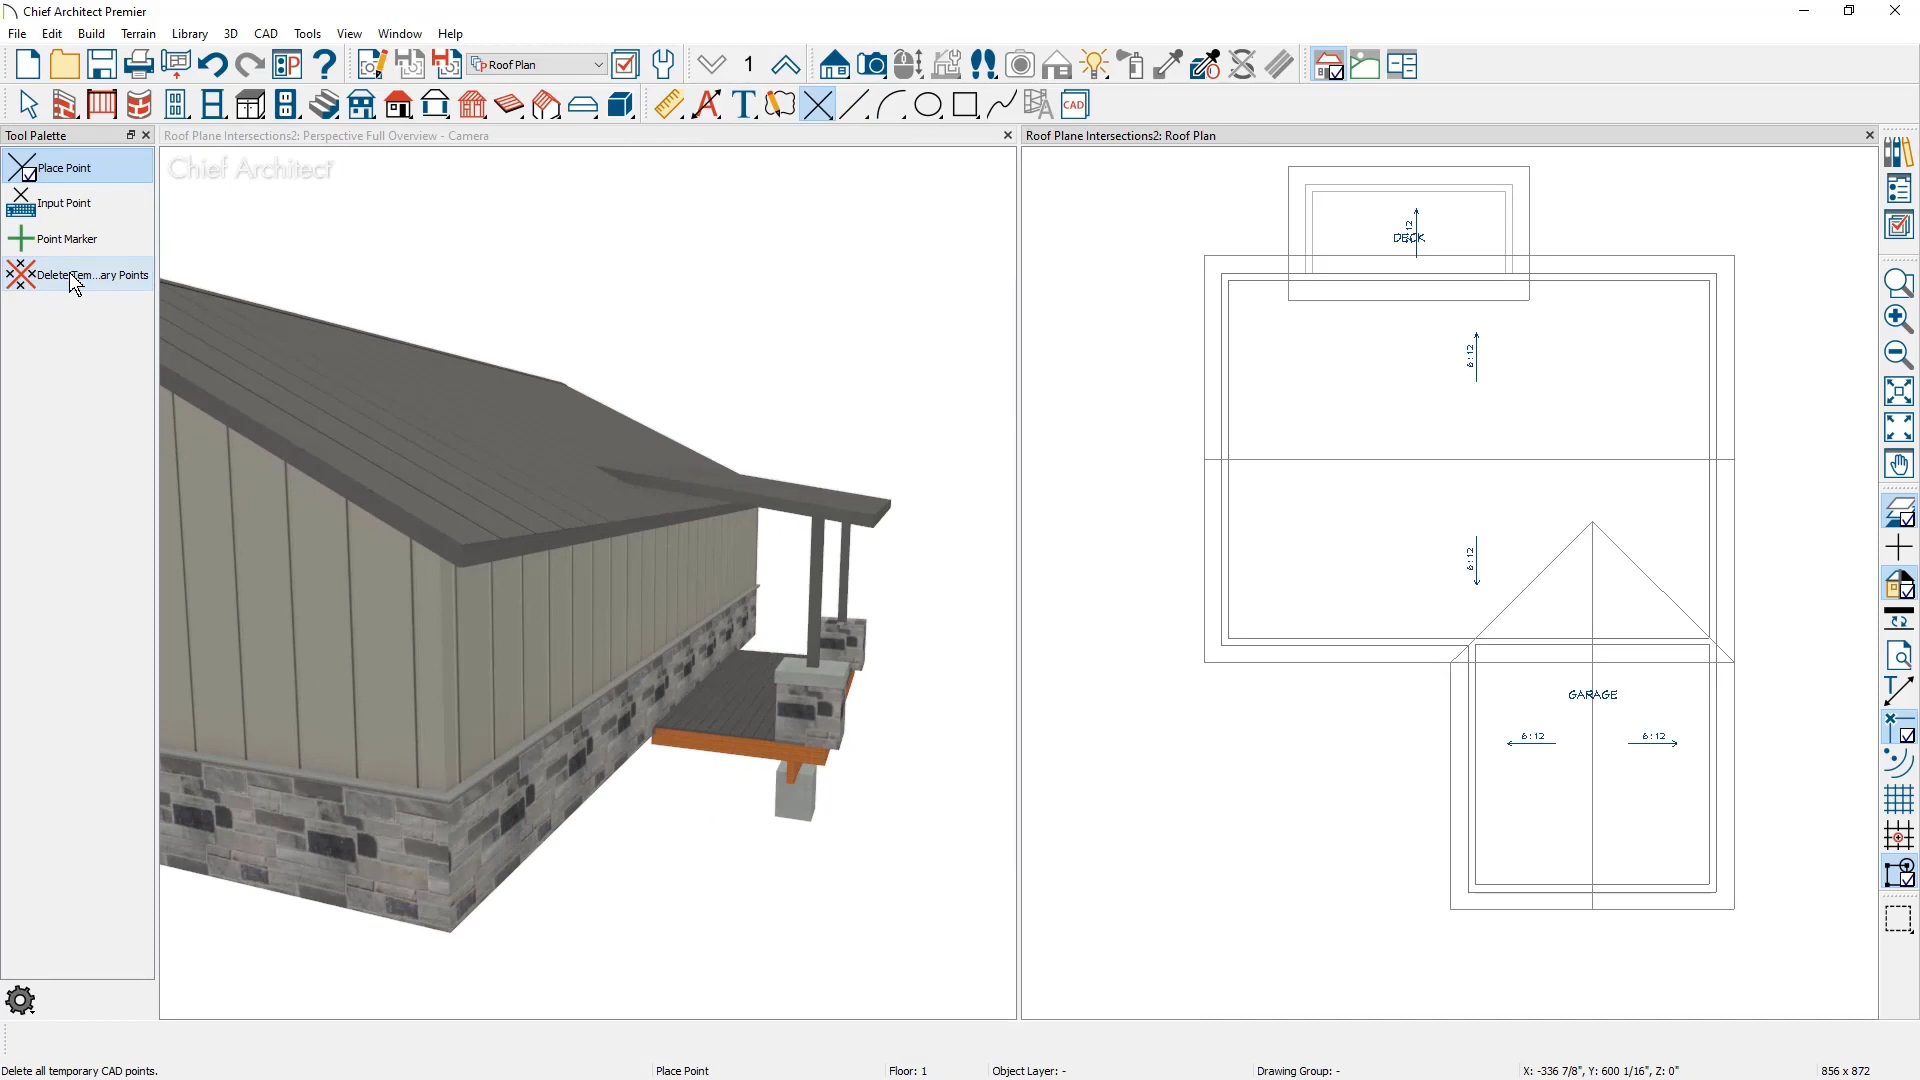 Chief Architect Premier
File Edit Build Terrain Library 3D CAD Tools View Window Help
Roof Plan
1
T
CAD
Tool Palette
Roof Plane Intersections2: Perspective Full Overview - Camera
Roof Plane Intersections2: Roof Plan
Chief Architect
Place Point
Input Point
Point Marker
Delete Tem...ary Points
DECK
6:12
6:12
GARAGE
6:12
6:12
Delete all temporary CAD points.
Place Point
Floor: 1
Object Layer: -
Drawing Group: -
X: -336 7/8", Y: 600 1/16", Z: 0"
856 x 872